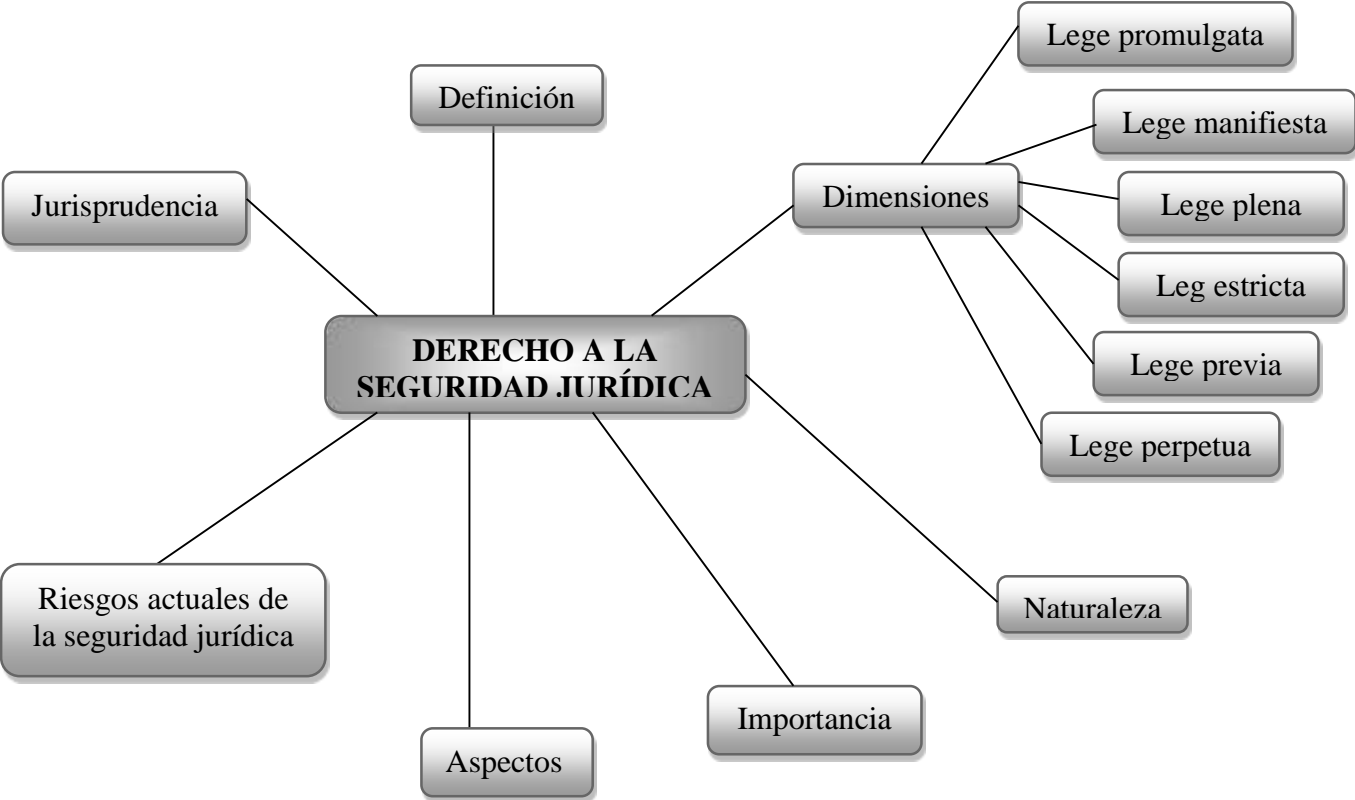 Lege promulgata
Definición
Lege manifiesta
Jurisprudencia
Dimensiones
Lege plena
Leg estricta
DERECHO A LA
SEGURIDAD JURÍDICA
Lege previa
Lege perpetua
Riesgos actuales de
la seguridad jurídica
Naturaleza
Importancia
Aspectos